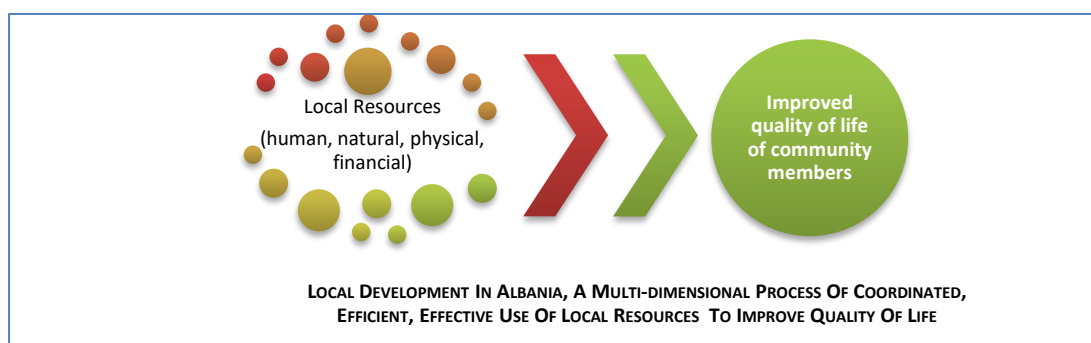 Local Resources
(human, natural, physical,
financial)
Improved
quality of life
of community
members
LOCAL DEVELOPMENT IN ALBANIA, A MULTI-DIMENSIONAL PROCESS OF COORDINATED,
EFFICIENT, EFFECTIVE USE OF LOCAL RESOURCES TO IMPROVE QUALITY OF LIFE